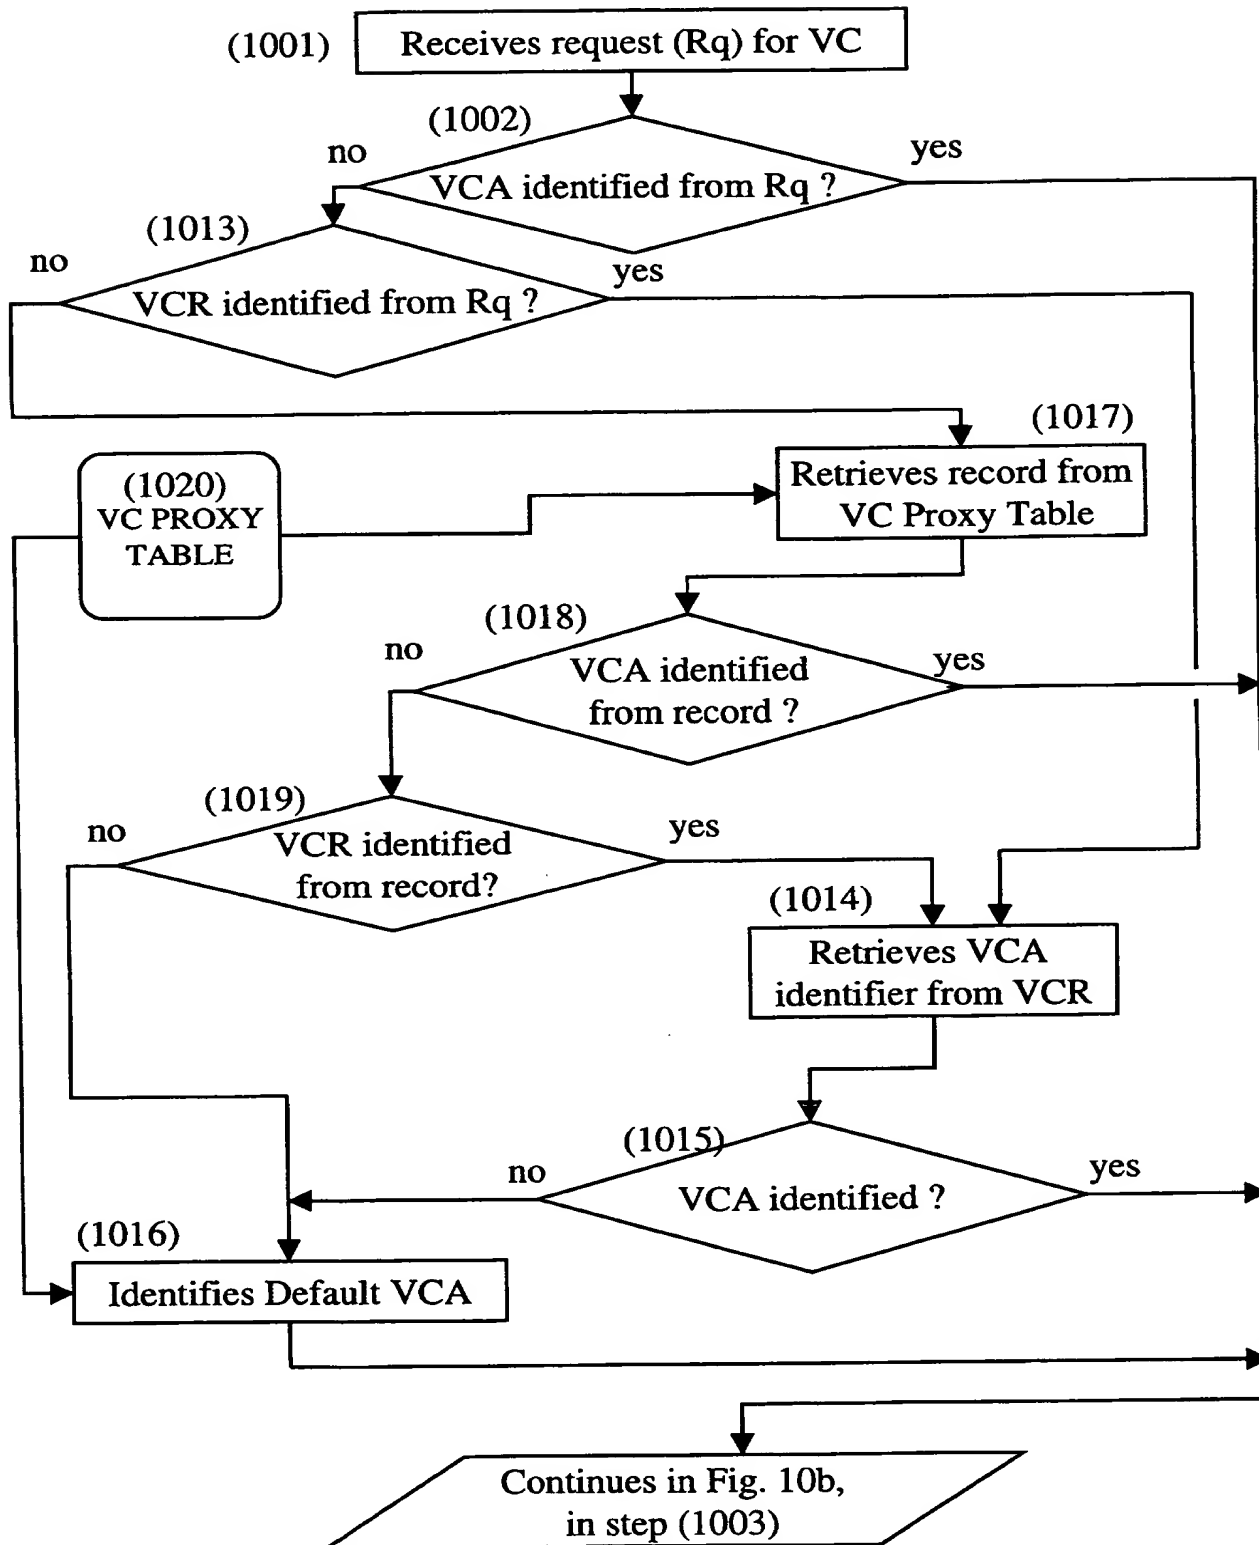 (1001)
Receives request (Rq) for VC
(1002)
no
yes
VCA identified from Rq ?
(1013)
no
yes
VCR identified from Rq ?
(1017)
Retrieves record from
VC Proxy Table
(1020)
VC PROXY
TABLE
(1018)
no
yes
VCA identified
from record ?
(1019)
no
yes
VCR identified
from record?
(1014)
Retrieves VCA
identifier from VCR
(1015)
no
yes
VCA identified ?
(1016)
Identifies Default VCA
Continues in Fig. 10b,
in step (1003)